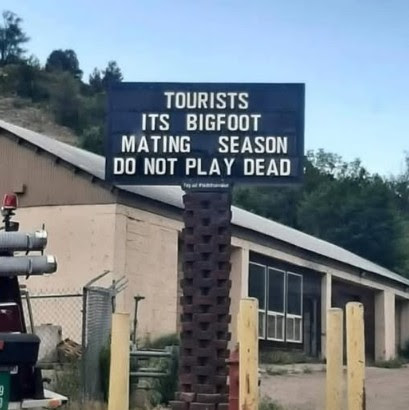 TOURISTS
ITS BIGFOOT
MATING SEASON
DO NOT PLAY DEAD